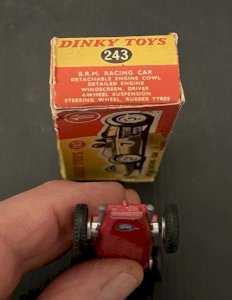 DINKY TOYS
243
B.R.M. RACING CAR
DETACHABLE ENGINE COWL
DETAILED ENGINE
WINDSCREEN, DRIVER
4-WHEEL SUSPENSION
STEERING WHEEL, RUBBER TYRES